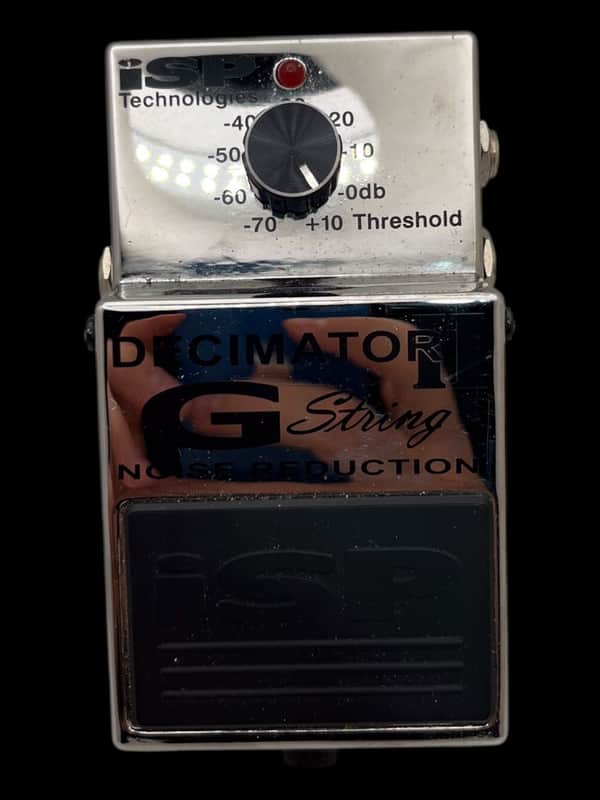 iSP
Technologies
-40 -20
-50 -10
-60 -0db
-70 +10 Threshold
DECIMATOR II
G String
NOISE REDUCTION
iSP